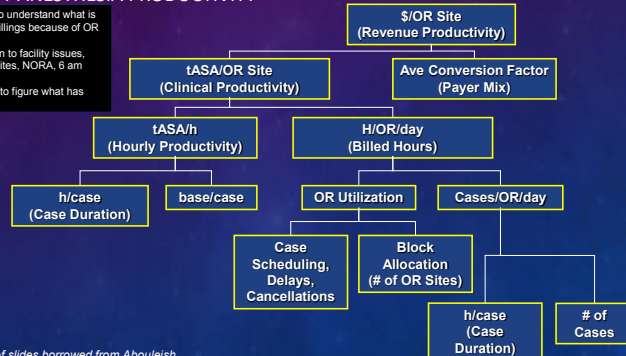 ANESTHESIA PRODUCTIVITY
o understand what is
illings because of OR
n to facility issues,
ites, NORA, 6 am
to figure what has
$/OR Site
(Revenue Productivity)
tASA/OR Site
(Clinical Productivity)
Ave Conversion Factor
(Payer Mix)
tASA/h
(Hourly Productivity)
H/OR/day
(Billed Hours)
h/case
(Case Duration)
base/case
OR Utilization
Cases/OR/day
Case
Scheduling,
Delays,
Cancellations
Block
Allocation
(# of OR Sites)
h/case
(Case
Duration)
# of
Cases
of slides borrowed from Abouleish